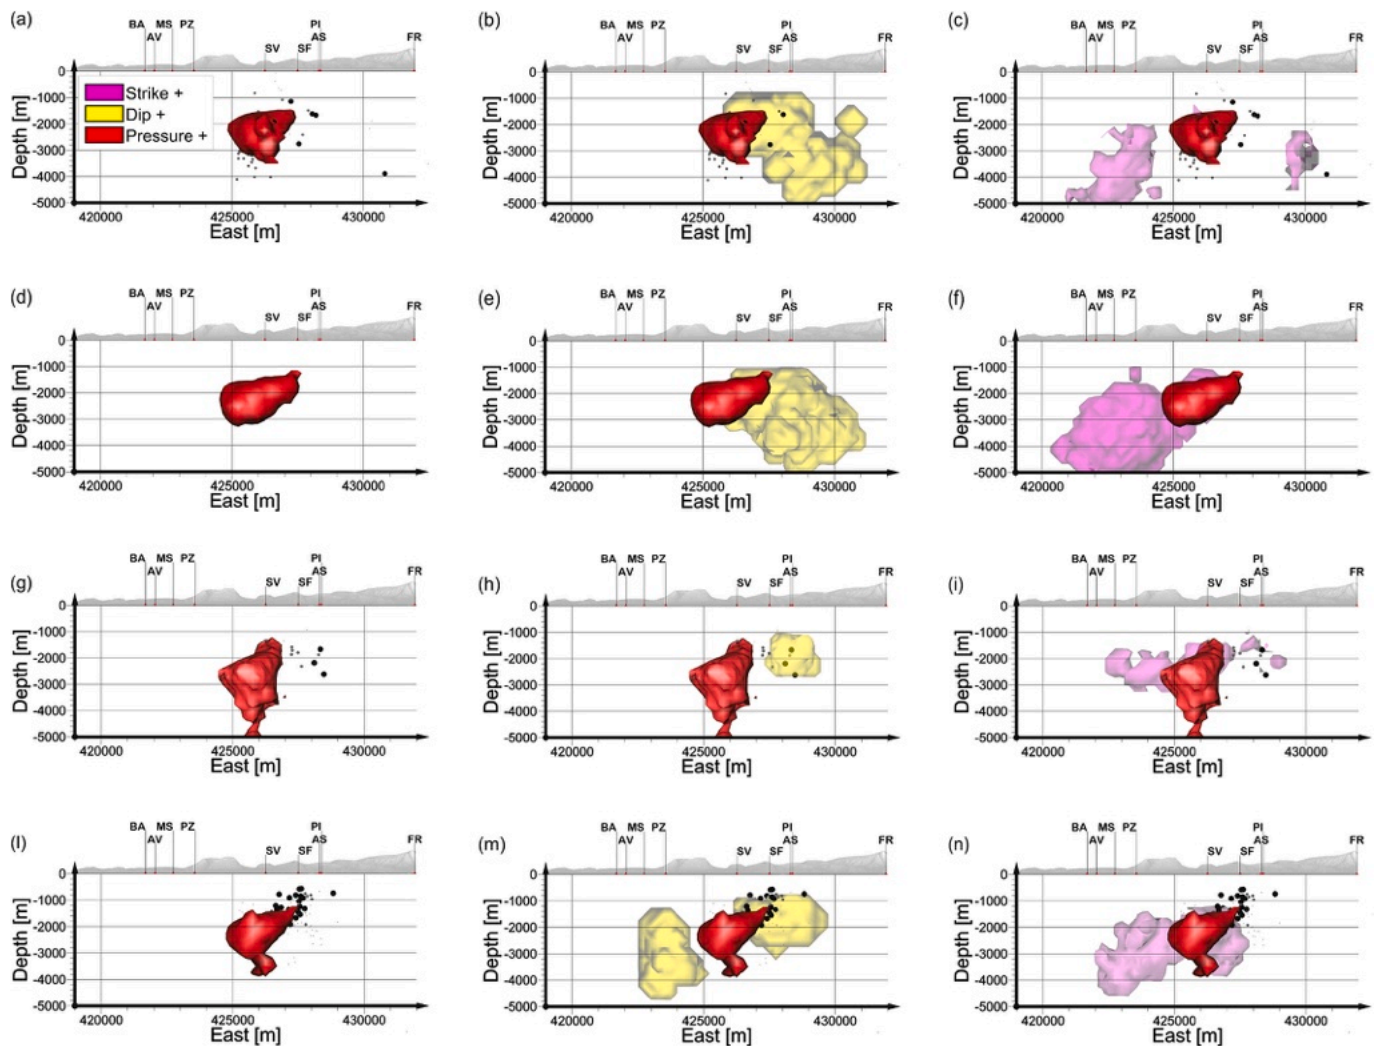 (a) BA MS PZ PI (b) BA MS PZ PI (c) BA MS PZ PI
AV AS FR AV AS FR AV AS FR
SV SF SV SF SV SF
0 0 0
Strike +
-1000 -1000 -1000
Dip +
-2000 -2000 -2000
Pressure +
-3000 -3000 -3000
-4000 -4000 -4000
-5000 -5000 -5000
Depth [m] Depth [m] Depth [m]
420000 425000 430000 420000 425000 430000 420000 425000 430000
East [m] East [m] East [m]
(d) BA MS PZ PI (e) BA MS PZ PI (f) BA MS PZ PI
AV AS FR AV AS FR AV AS FR
SV SF SV SF SV SF
0 0 0
-1000 -1000 -1000
-2000 -2000 -2000
-3000 -3000 -3000
-4000 -4000 -4000
-5000 -5000 -5000
Depth [m] Depth [m] Depth [m]
420000 425000 430000 420000 425000 430000 420000 425000 430000
East [m] East [m] East [m]
(g) BA MS PZ PI (h) BA MS PZ PI (i) BA MS PZ PI
AV AS FR AV AS FR AV AS FR
SV SF SV SF SV SF
0 0 0
-1000 -1000 -1000
-2000 -2000 -2000
-3000 -3000 -3000
-4000 -4000 -4000
-5000 -5000 -5000
Depth [m] Depth [m] Depth [m]
420000 425000 430000 420000 425000 430000 420000 425000 430000
East [m] East [m] East [m]
(l) BA MS PZ PI (m) BA MS PZ PI (n) BA MS PZ PI
AV AS FR AV AS FR AV AS FR
SV SF SV SF SV SF
0 0 0
-1000 -1000 -1000
-2000 -2000 -2000
-3000 -3000 -3000
-4000 -4000 -4000
-5000 -5000 -5000
Depth [m] Depth [m] Depth [m]
420000 425000 430000 420000 425000 430000 420000 425000 430000
East [m] East [m] East [m]